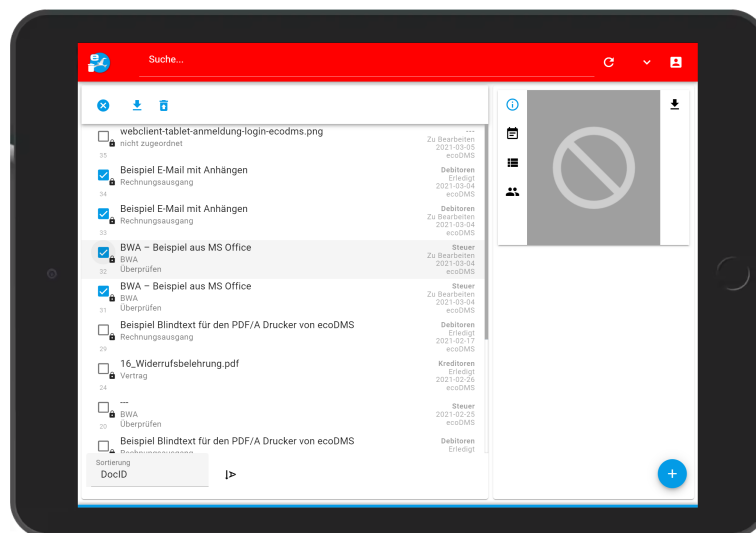 Suche...
webclient-tablet-anmeldung-login-ecodms.png
nicht zugeordnet
35
---
Zu Bearbeiten
2021-03-05
ecoDMS
Beispiel E-Mail mit Anhängen
Rechnungsausgang
34
Debitoren
Erledigt
2021-03-04
ecoDMS
Beispiel E-Mail mit Anhängen
Rechnungsausgang
33
Debitoren
Zu Bearbeiten
2021-03-04
ecoDMS
BWA – Beispiel aus MS Office
BWA
Überprüfen
32
Steuer
Zu Bearbeiten
2021-03-04
ecoDMS
BWA – Beispiel aus MS Office
BWA
Überprüfen
31
Steuer
Zu Bearbeiten
2021-03-04
ecoDMS
Beispiel Blindtext für den PDF/A Drucker von ecoDMS
Rechnungsausgang
29
Debitoren
Erledigt
2021-02-17
ecoDMS
16_Widerrufsbelehrung.pdf
Vertrag
24
Kreditoren
Erledigt
2021-02-26
ecoDMS
---
BWA
Überprüfen
20
Steuer
2021-02-25
ecoDMS
Beispiel Blindtext für den PDF/A Drucker von ecoDMS
Rechnungsausgang
Debitoren
Erledigt
Sortierung
DocID